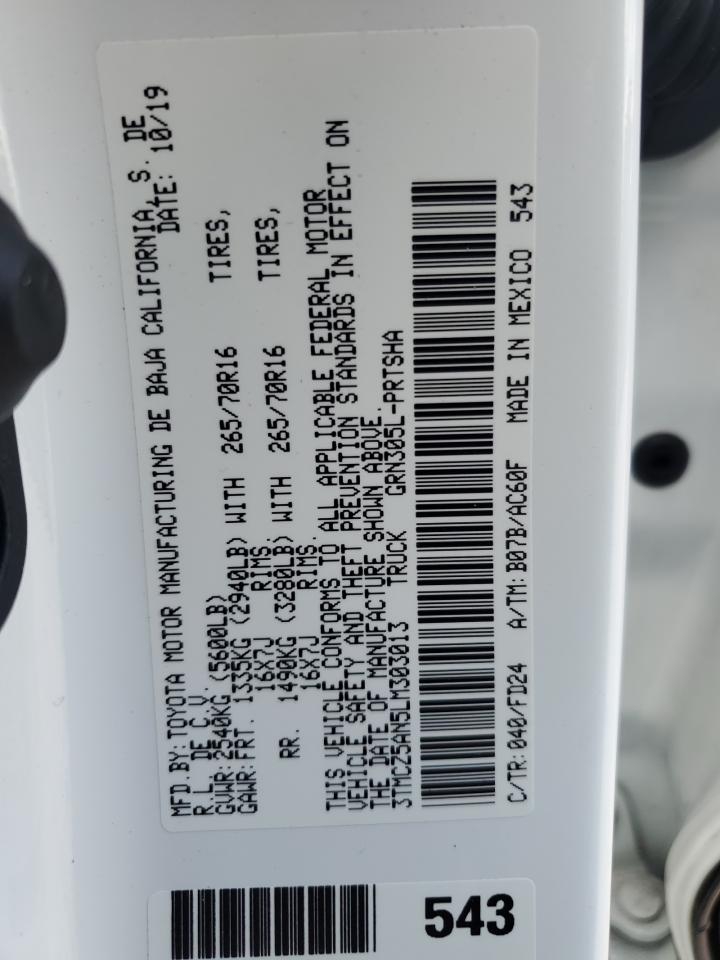 MFD.BY: TOYOTA MOTOR MANUFACTURING DE BAJA CALIFORNIA, S. DE
R.L. DE C.V. DATE: 10/19
GVWR: 2540KG (5600LB)
GAWR: FRT. 1335KG (2940LB) WITH 265/70R16 TIRES,
16X7J RIMS
RR. 1490KG (3280LB) WITH 265/70R16 TIRES,
16X7J RIMS.
THIS VEHICLE CONFORMS TO ALL APPLICABLE FEDERAL MOTOR
VEHICLE SAFETY AND THEFT PREVENTION STANDARDS IN EFFECT ON
THE DATE OF MANUFACTURE SHOWN ABOVE.
3TMCZ5AN5LM303013 TRUCK GRN305L-PRTSHA
C/TR: 040/FD24 A/TM: B07B/AC60F MADE IN MEXICO 543
543